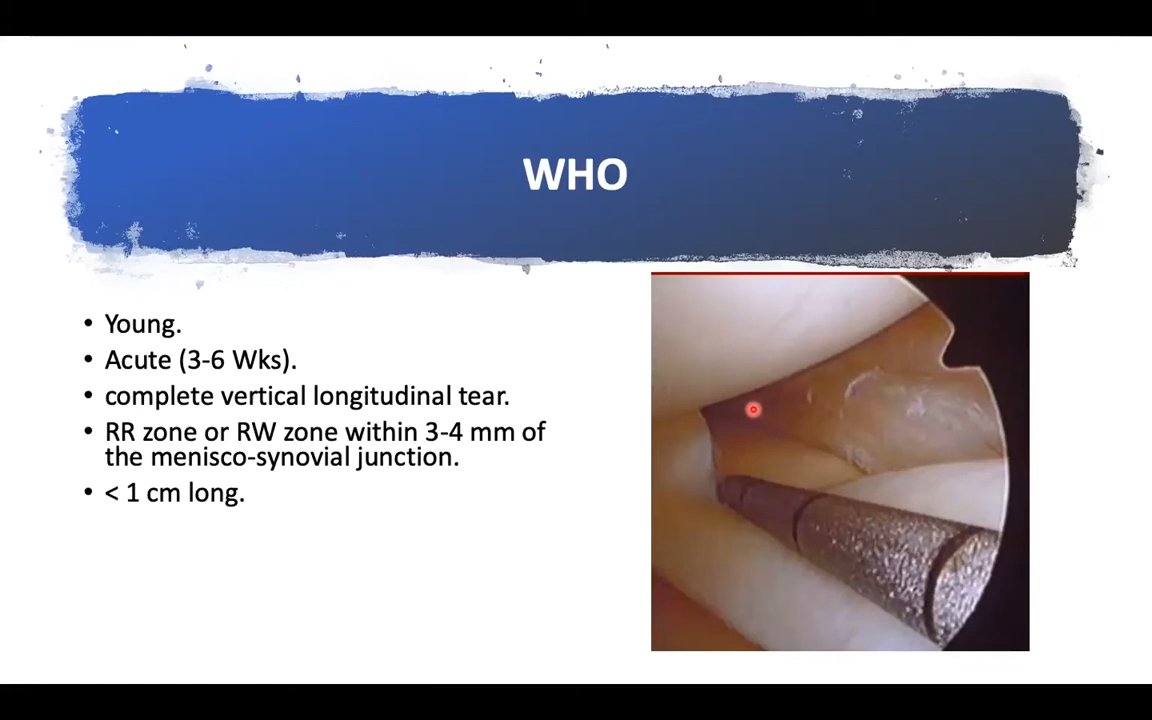 WHO
• Young.
• Acute (3-6 Wks).
• complete vertical longitudinal tear.
• RR zone or RW zone within 3-4 mm of
the menisco-synovial junction.
• < 1 cm long.